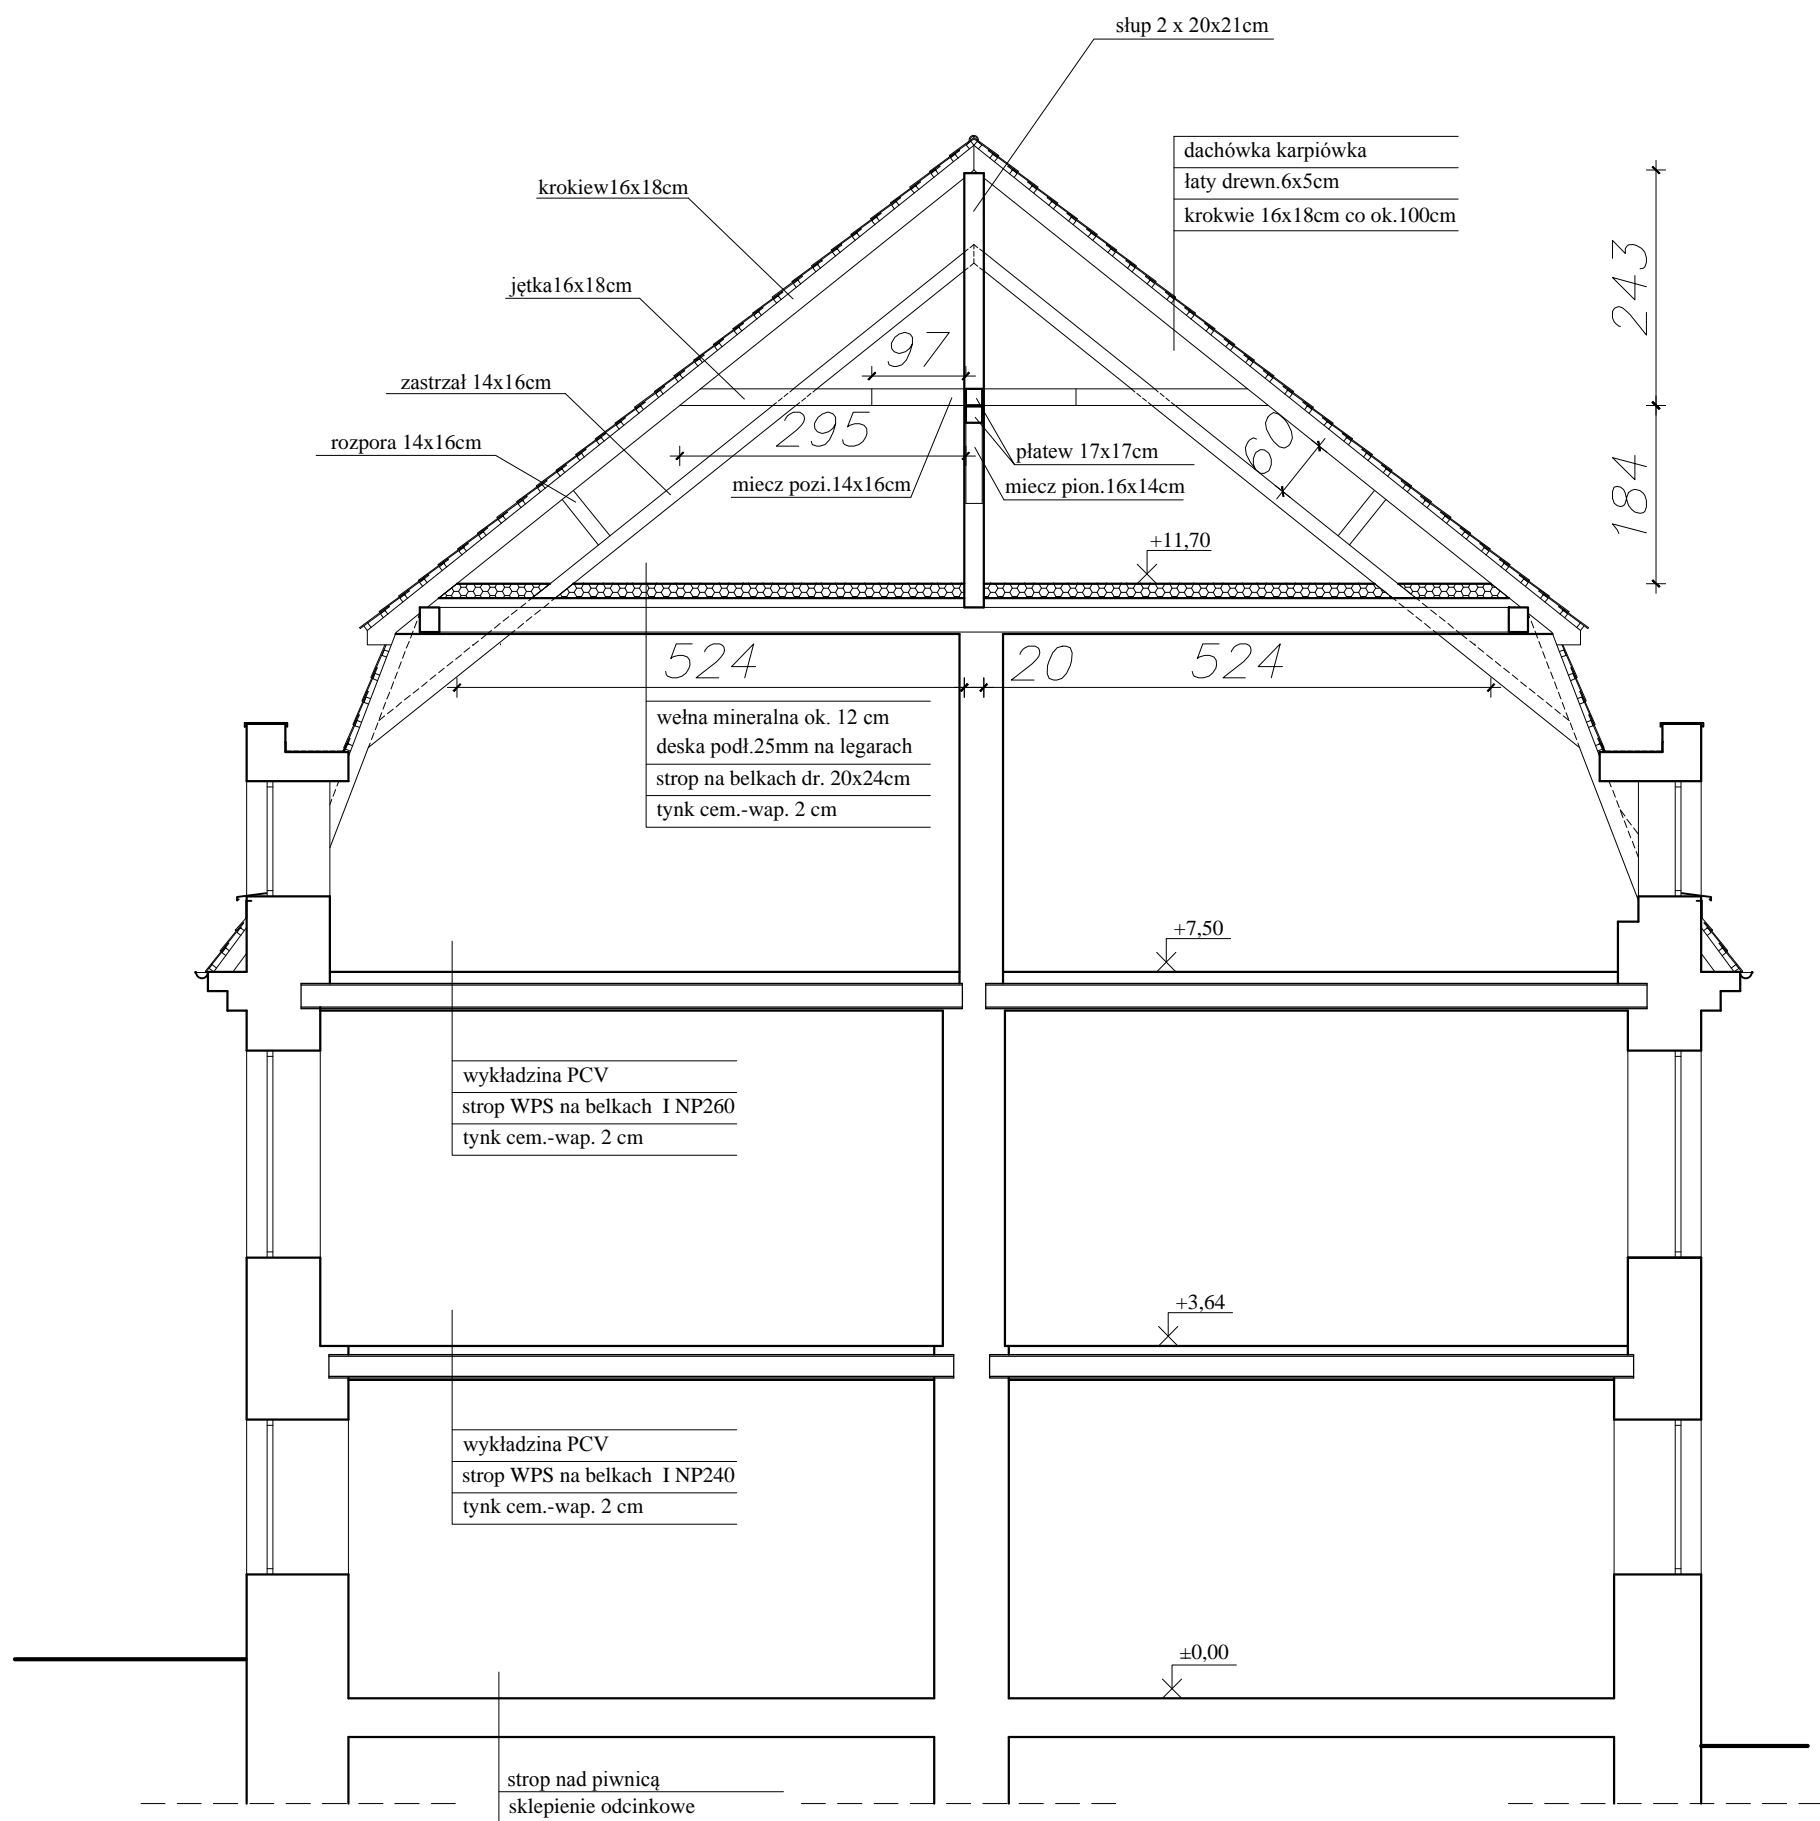 słup 2 x 20x21cm
dachówka karpiówka
łaty drewn.6x5cm
krokwie 16x18cm co ok.100cm
krokiew16x18cm
243
jętka16x18cm
97
zastrzał 14x16cm
295
60
rozpora 14x16cm
płatew 17x17cm
184
miecz pozi.14x16cm
miecz pion.16x14cm
+11,70
524
20
524
wełna mineralna ok. 12 cm
deska podł.25mm na legarach
strop na belkach dr. 20x24cm
tynk cem.-wap. 2 cm
+7,50
wykładzina PCV
strop WPS na belkach I NP260
tynk cem.-wap. 2 cm
+3,64
wykładzina PCV
strop WPS na belkach I NP240
tynk cem.-wap. 2 cm
±0,00
strop nad piwnicą
sklepienie odcinkowe